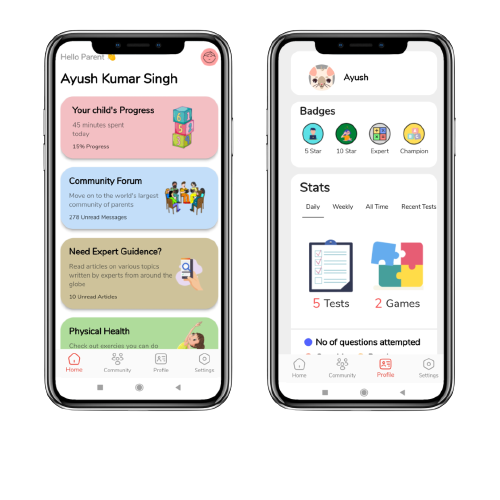 Hello Parent 👏
Ayush Kumar Singh
Your child's Progress
45 minutes spent
today
15% Progress
Community Forum
Move on to the world's largest
community of parents
278 Unread Messages
Need Expert Guidence?
Read articles on various topics
written by experts from around the
globe
10 Unread Articles
Physical Health
Check out exercises you can do
Home
Community
Profile
Settings
Ayush
Badges
5 Star
10 Star
Expert
Champion
Stats
Daily
Weekly
All Time
Recent Tests
5 Tests
2 Games
No of questions attempted
Home
Community
Profile
Settings